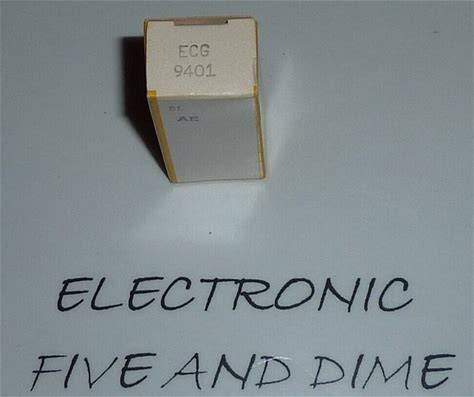 ECG
9401
AE
ELECTRONIC
FIVE AND DIME